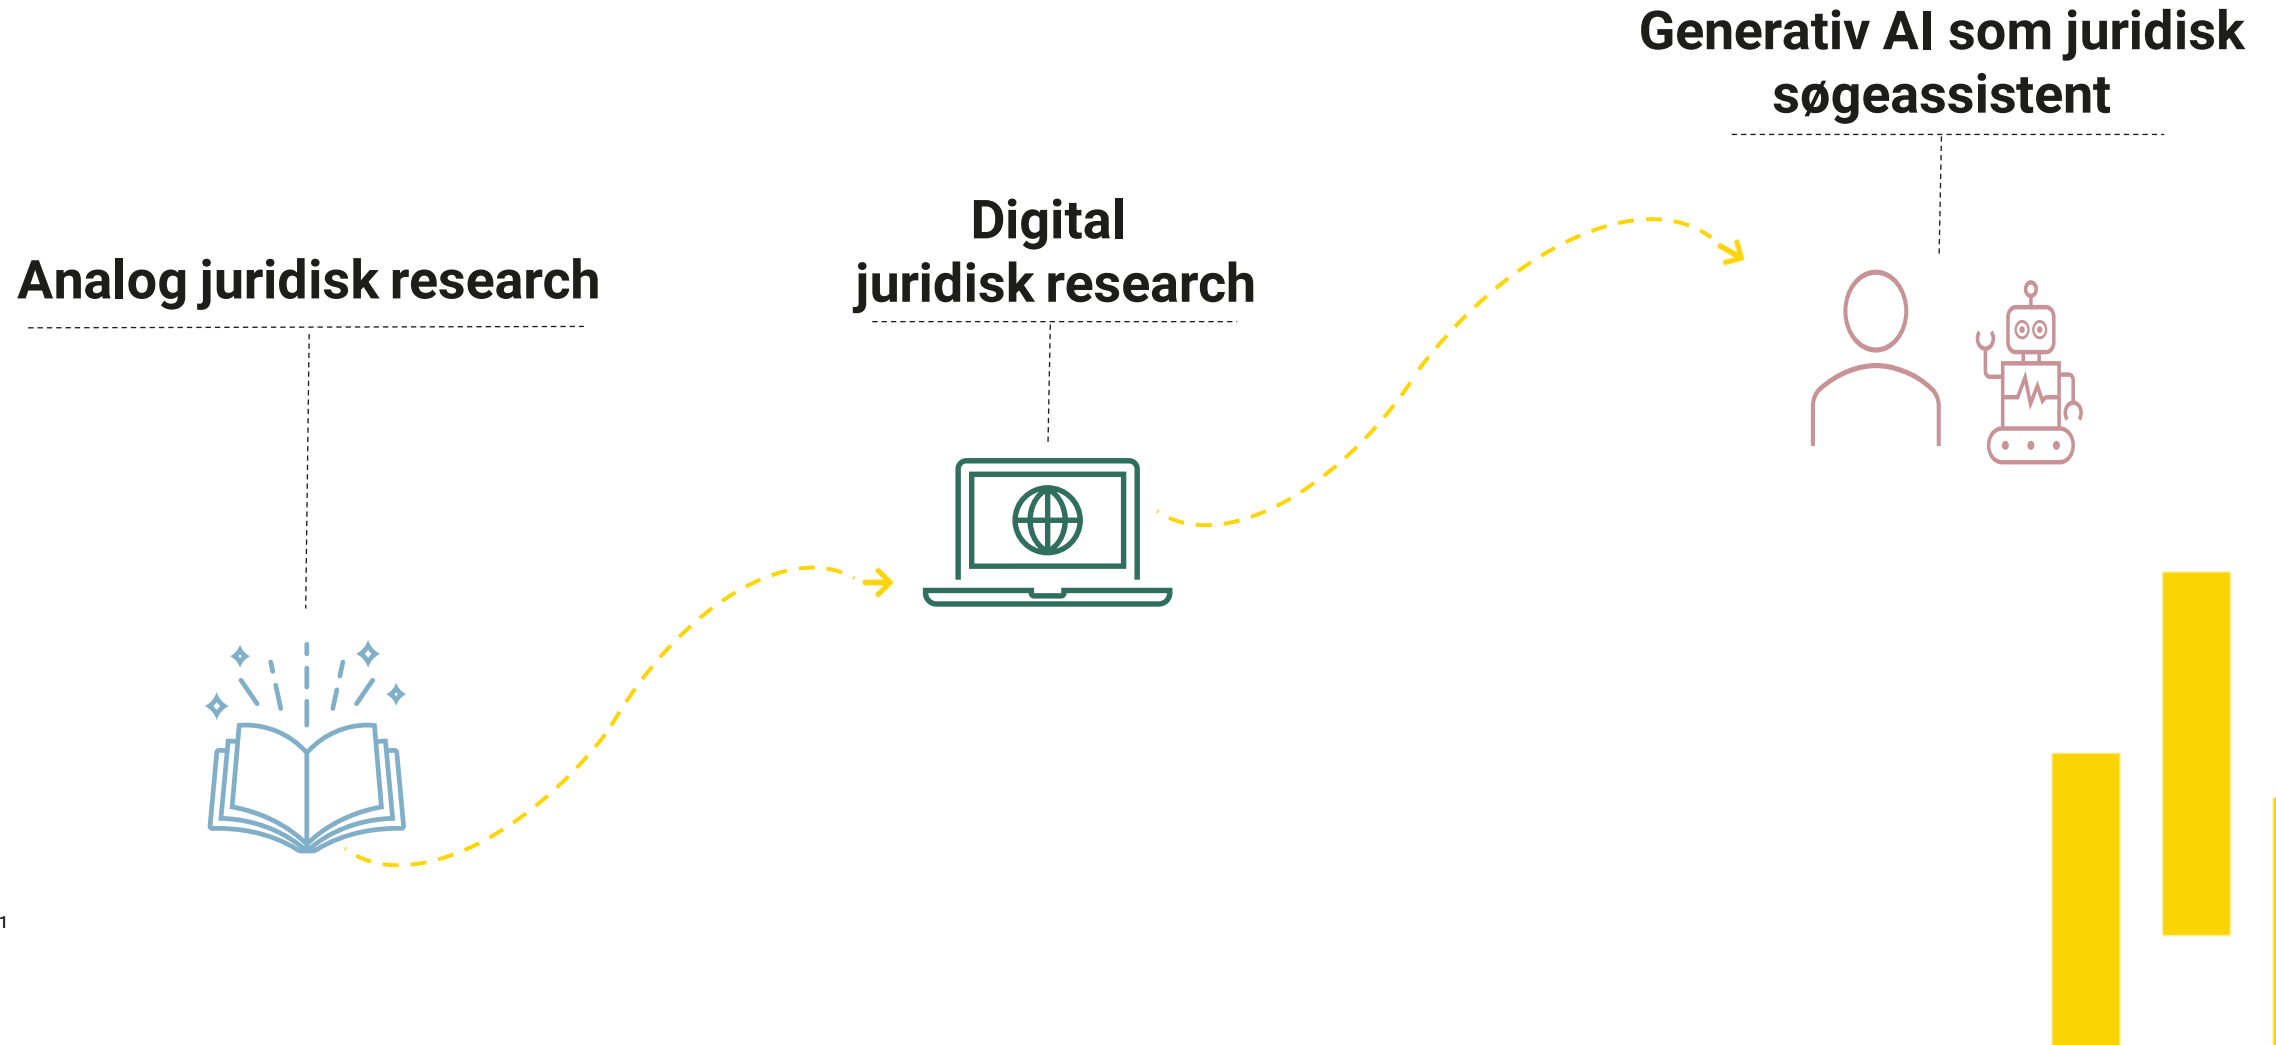 Generativ AI som juridisk
søgeassistent
Digital
juridisk research
Analog juridisk research
1